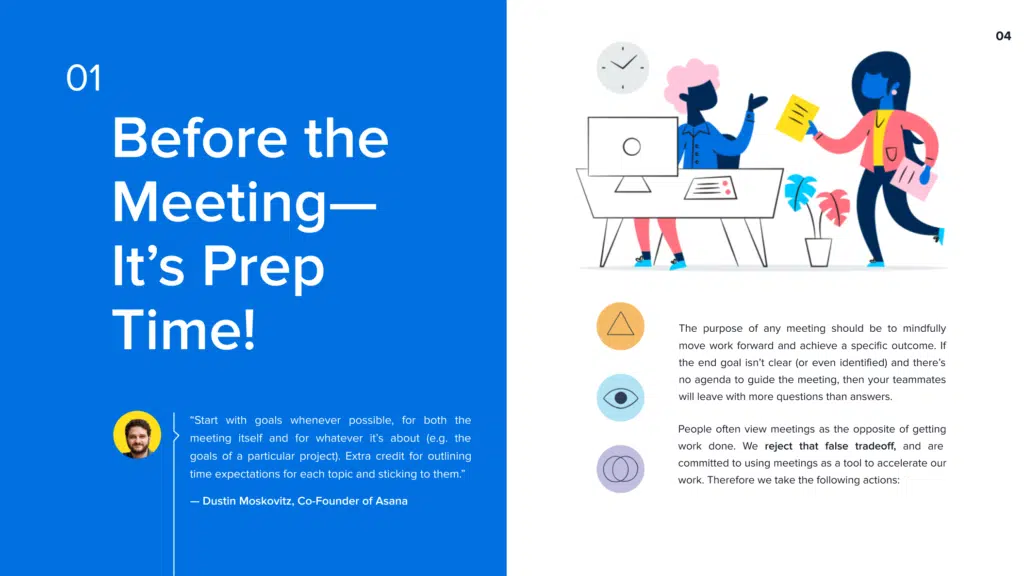 01
Before the
Meeting—
It’s Prep
Time!
“Start with goals whenever possible, for both the
meeting itself and for whatever it’s about (e.g. the
goals of a particular project). Extra credit for outlining
time expectations for each topic and sticking to them.”
— Dustin Moskovitz, Co-Founder of Asana
04
The purpose of any meeting should be to mindfully
move work forward and achieve a specific outcome. If
the end goal isn’t clear (or even identified) and there’s
no agenda to guide the meeting, then your teammates
will leave with more questions than answers.
People often view meetings as the opposite of getting
work done. We reject that false tradeoff, and are
committed to using meetings as a tool to accelerate our
work. Therefore we take the following actions: